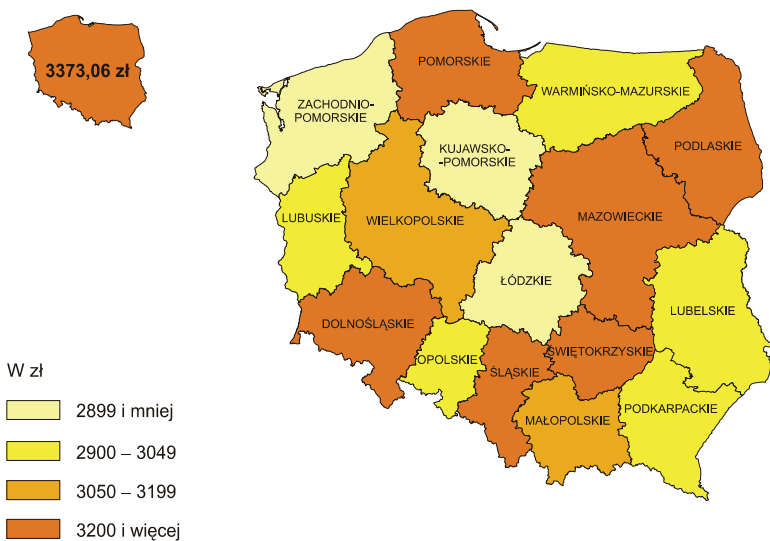 3373,06 zł
POMORSKIE
WARMIŃSKO-MAZURSKIE
ZACHODNIO-
POMORSKIE
KUJAWSKO-
-POMORSKIE
PODLASKIE
LUBUSKIE
WIELKOPOLSKIE
MAZOWIECKIE
ŁÓDZKIE
LUBELSKIE
DOLNOŚLĄSKIE
OPOLSKIE
ŚLĄSKIE
ŚWIĘTOKRZYSKIE
MAŁOPOLSKIE
PODKARPACKIE
W zł
2899 i mniej
2900 – 3049
3050 – 3199
3200 i więcej